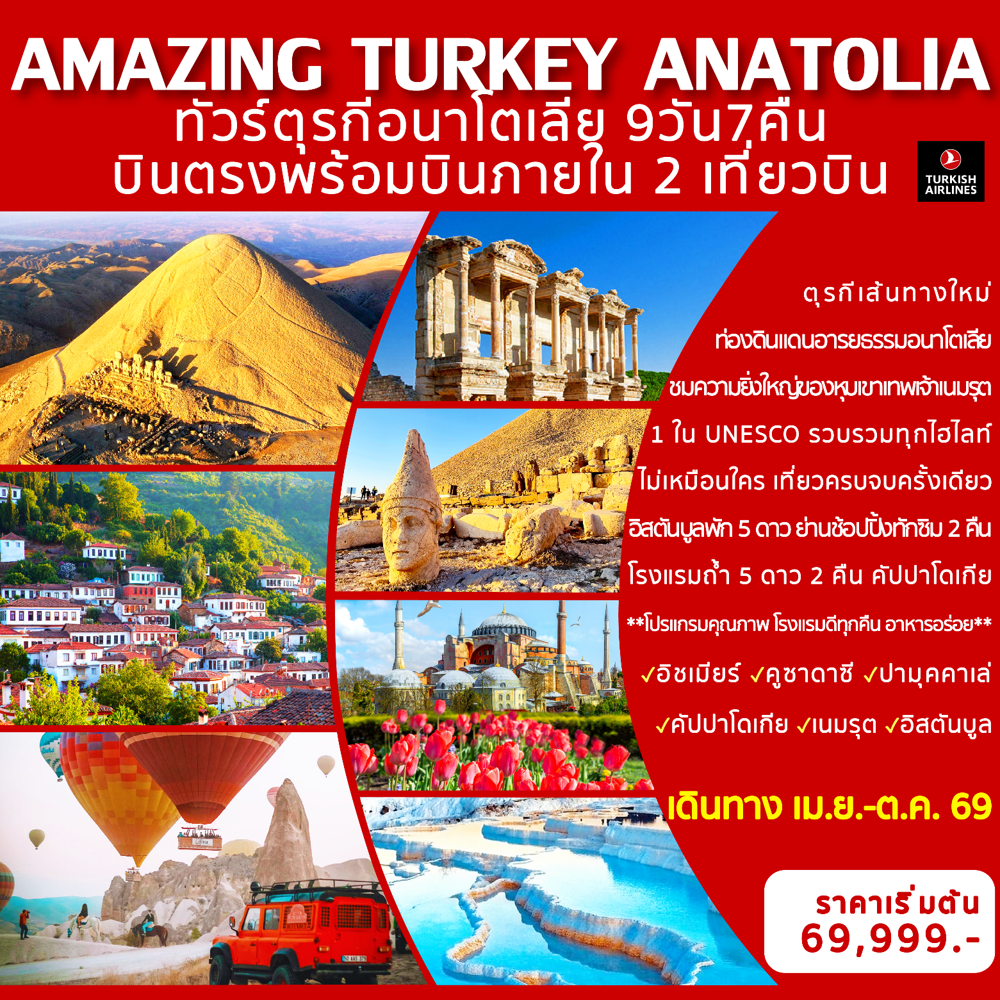 AMAZING TURKEY ANATOLIA
ทัวร์ตุรกีอนาโตเลีย 9วัน7คืน
บินตรงพร้อมบินภายใน 2 เที่ยวบิน
TURKISH
AIRLINES
ตุรกีเส้นทางใหม่
ท่องดินแดนอารยธรรมอนาโตเลีย
ชมความยิ่งใหญ่ของหุบเขาเทพเจ้าเนมรุต
1 ใน UNESCO รวบรวมทุกไฮไลท์
ไม่เหมือนใคร เที่ยวครบจบครั้งเดียว
อิสตันบูลพัก 5 ดาว ย่านช้อปปิ้งทักซิม 2 คืน
โรงแรมถ้ำ 5 ดาว 2 คืน คัปปาโดเกีย
**โปรแกรมคุณภาพ โรงแรมดีทุกคืน อาหารอร่อย**
✓อิซเมียร์ ✓คูซาดาซี ✓ปามุคคาเล่
✓คัปปาโดเกีย ✓เนมรุต ✓อิสตันบูล
เดินทาง เม.ย.-ต.ค. 69
ราคาเริ่มต้น
69,999.-
DEFENDER
50 AAS 379